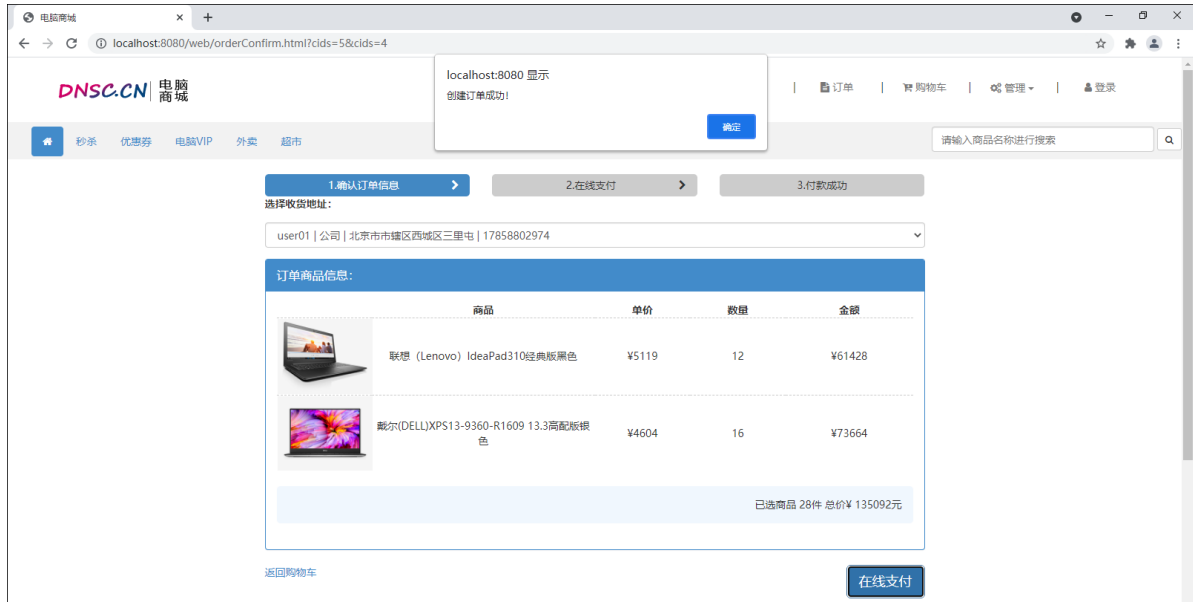 电脑商城
localhost:8080/web/orderConfirm.html?cids=5&cids=4
localhost:8080 显示
创建订单成功!
确定
DNSC.CN 电脑商城
订单 | 购物车 | 管理 | 登录
秒杀 优惠券 电脑VIP 外卖 超市
请输入商品名称进行搜索
1.确认订单信息 2.在线支付 3.付款成功
选择收货地址:
user01 | 公司 | 北京市市辖区西城区三里屯 | 17858802974
订单商品信息:
商品 单价 数量 金额
联想（Lenovo）IdeaPad310经典版黑色 ¥5119 12 ¥61428
戴尔(DELL)XPS13-9360-R1609 13.3高配版银
色
¥4604 16 ¥73664
已选商品 28件 总价¥ 135092元
返回购物车
在线支付